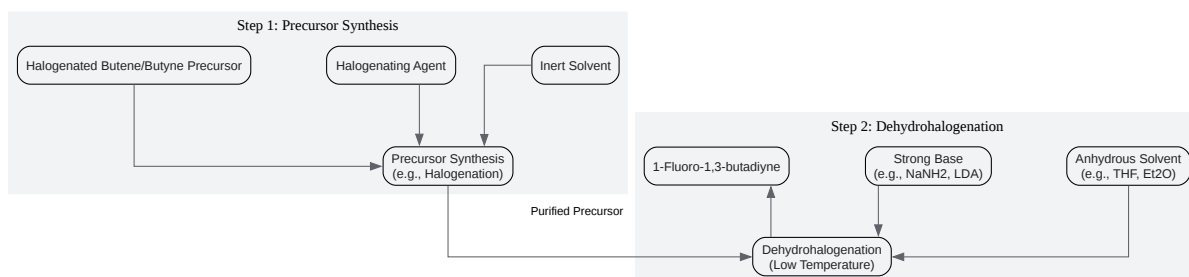 Step 1: Precursor Synthesis
Halogenated Butene/Butyne Precursor
Halogenating Agent
Inert Solvent
Precursor Synthesis
(e.g., Halogenation)
Purified Precursor
Step 2: Dehydrohalogenation
1-Fluoro-1,3-butadiyne
Strong Base
(e.g., NaNH2, LDA)
Anhydrous Solvent
(e.g., THF, Et2O)
Dehydrohalogenation
(Low Temperature)